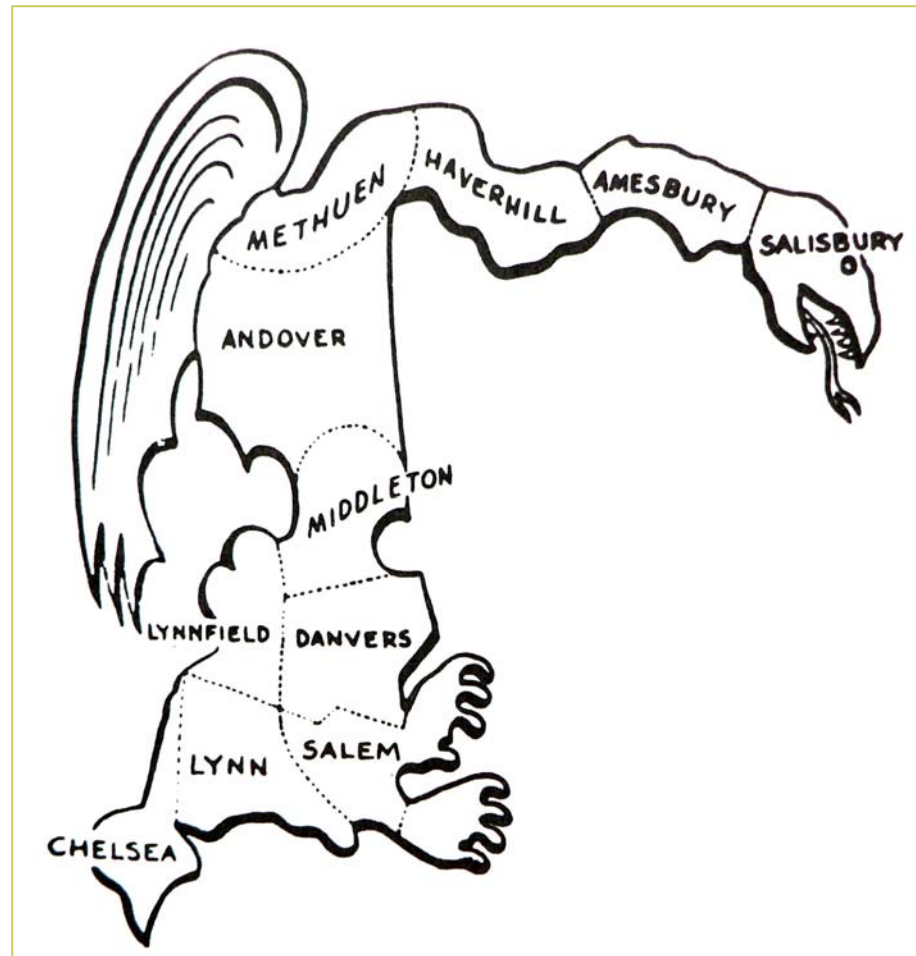 METHUEN
HAVERHILL
AMESBURY
SALISBURY
ANDOVER
MIDDLETON
LYNNFIELD
DANVERS
SALEM
LYNN
CHELSEA